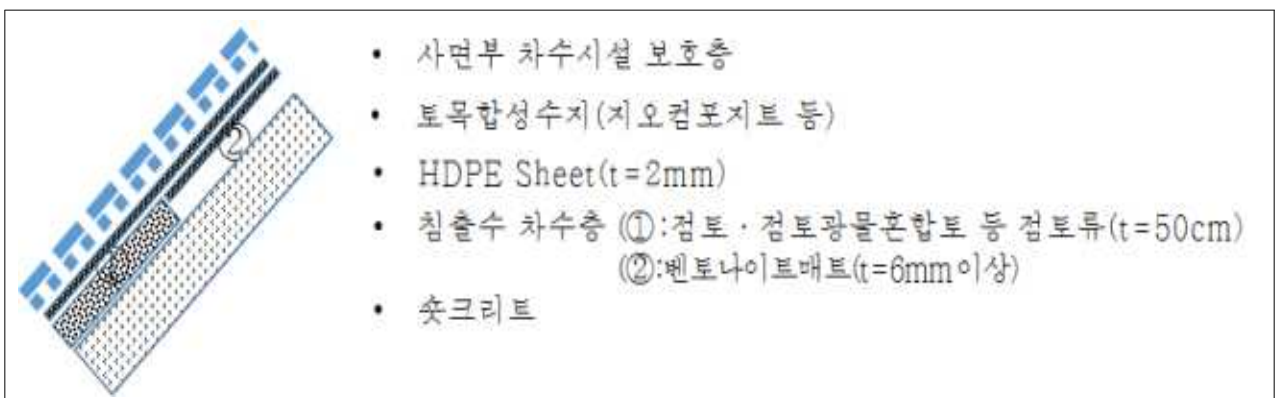 ②
• 사면부 차수시설 보호층
• 토목합성수지(지오컴포지트 등)
• HDPE Sheet(t=2mm)
• 침출수 차수층 (①:점토 · 점토광물혼합토 등 점토류(t=50cm)
(②:벤토나이트매트(t=6mm이상)
• 숏크리트